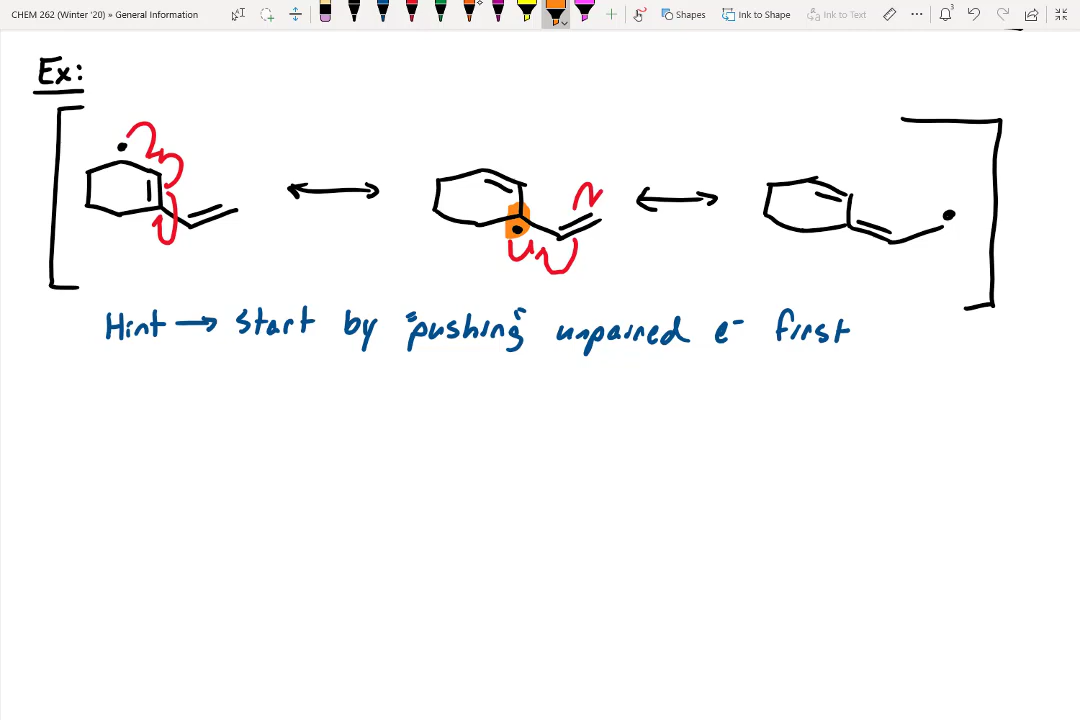 CHEM 262 (Winter '20) » General Information
Shapes
Ink to Shape
Ink to Text
3
Ex:
Hint → start by "pushing" unpaired e⁻ first